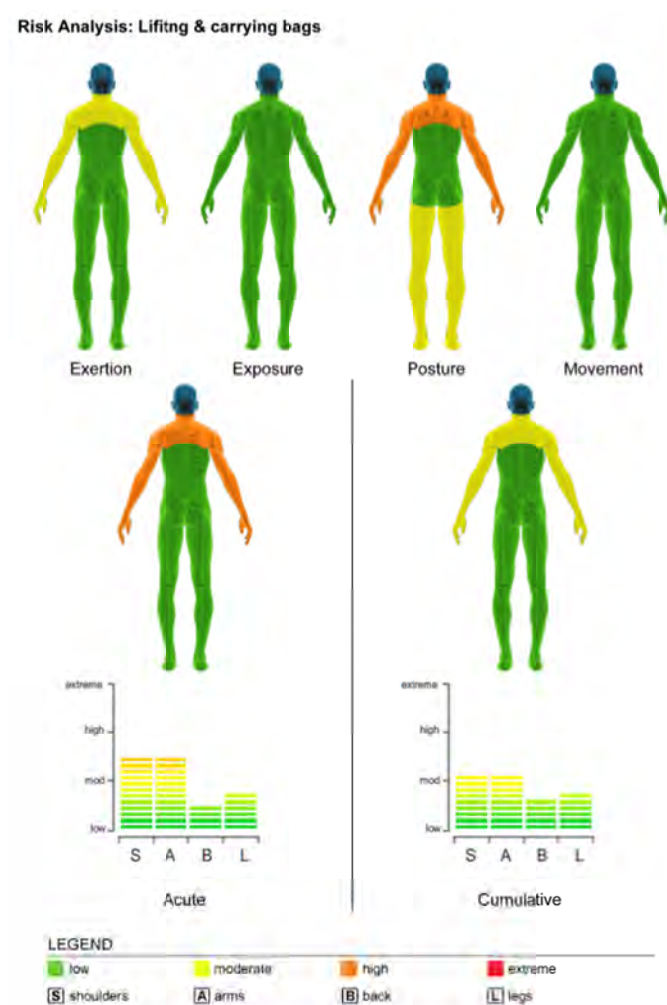 Risk Analysis: Lifitng & carrying bags
Exertion Exposure Posture Movement
extreme
high
mod
low
S A B L
Acute
extreme
high
mod
low
S A B L
Cumulative
LEGEND
low moderate high extreme
S shoulders A arms B back L legs